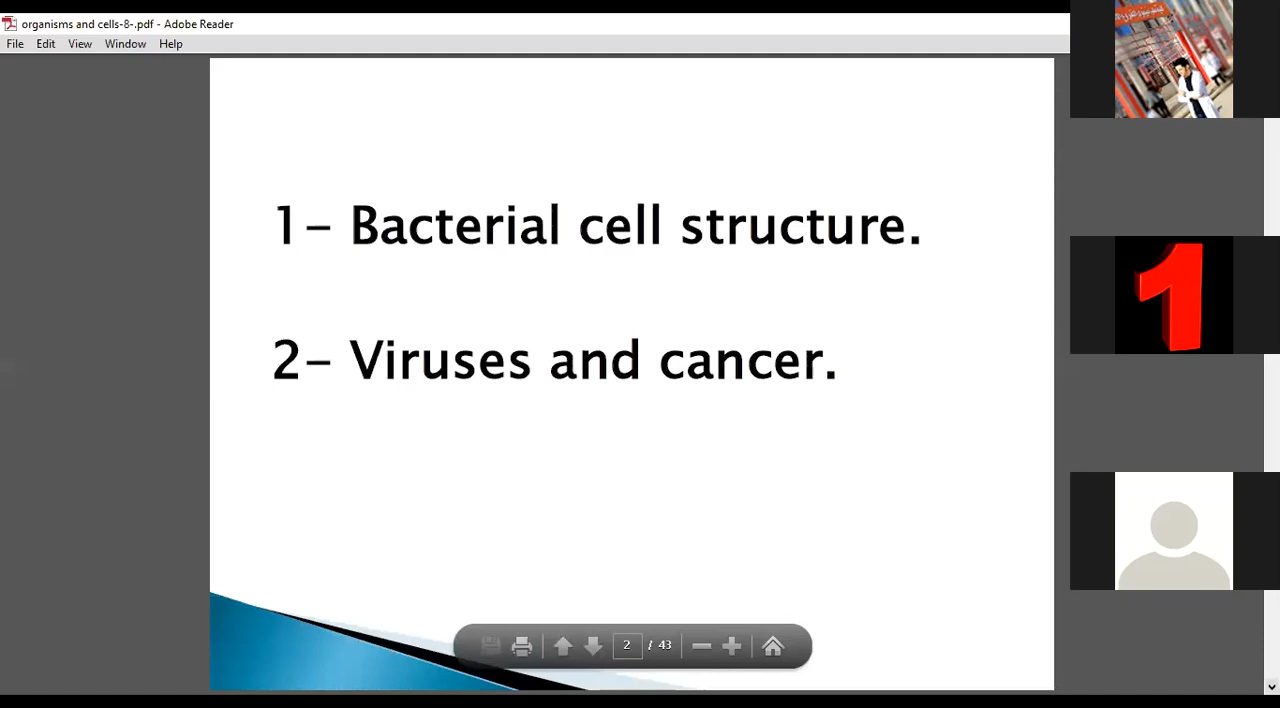 organisms and cells-8-.pdf - Adobe Reader
File Edit View Window Help
1- Bacterial cell structure.
2- Viruses and cancer.
2 / 43
1